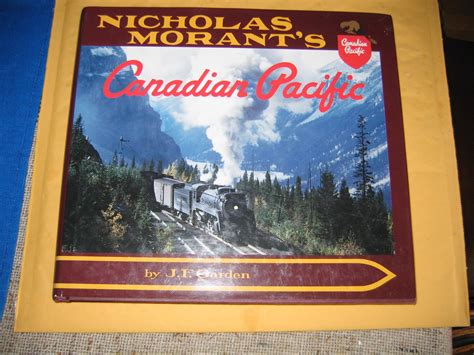 NICHOLAS
MORANT'S
Canadian Pacific
Canadian
Pacific
by J.F. Garden